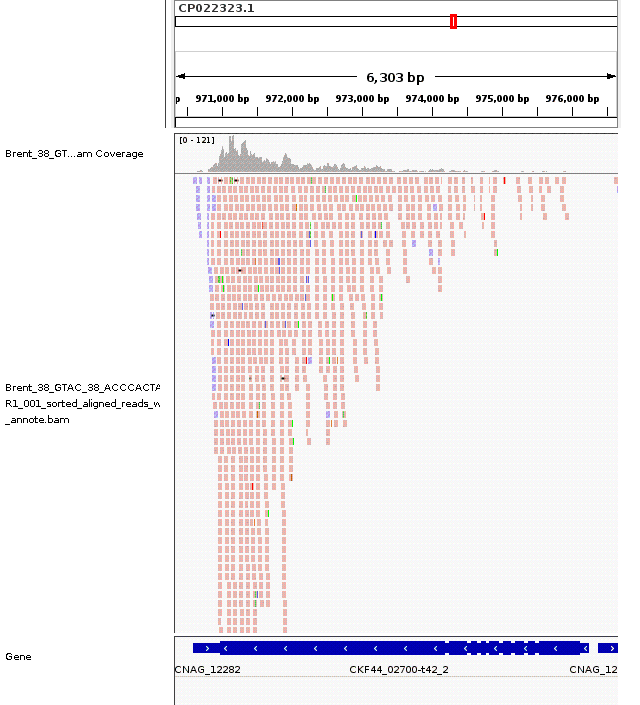 CP022323.1
6,303 bp
p 971,000 bp 972,000 bp 973,000 bp 974,000 bp 975,000 bp 976,000 bp
[0 - 121]
Brent_38_GT...am Coverage
Brent_38_GTAC_38_ACCCACTA
R1_001_sorted_aligned_reads_w
_annote.bam
Gene
CNAG_12282 CKF44_02700-t42_2 CNAG_12